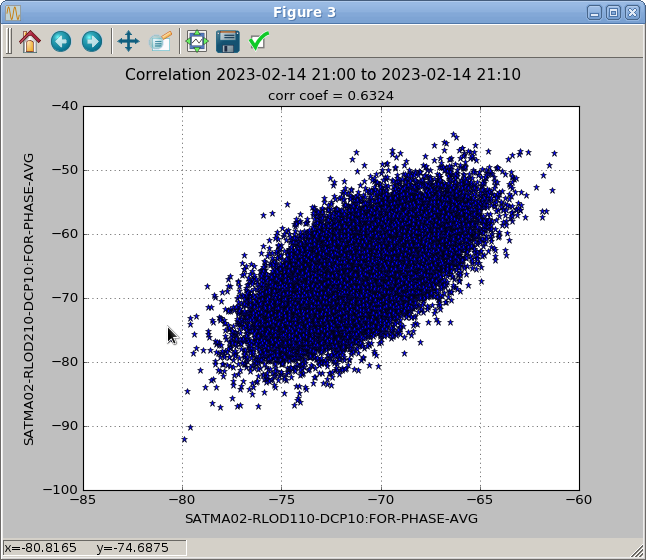 Figure 3
Correlation 2023-02-14 21:00 to 2023-02-14 21:10
corr coef = 0.6324
−40
−50
−60
−70
−80
−90
−100
SATMA02-RLOD210-DCP10:FOR-PHASE-AVG
−85 −80 −75 −70 −65 −60
SATMA02-RLOD110-DCP10:FOR-PHASE-AVG
x=-80.8165 y=-74.6875